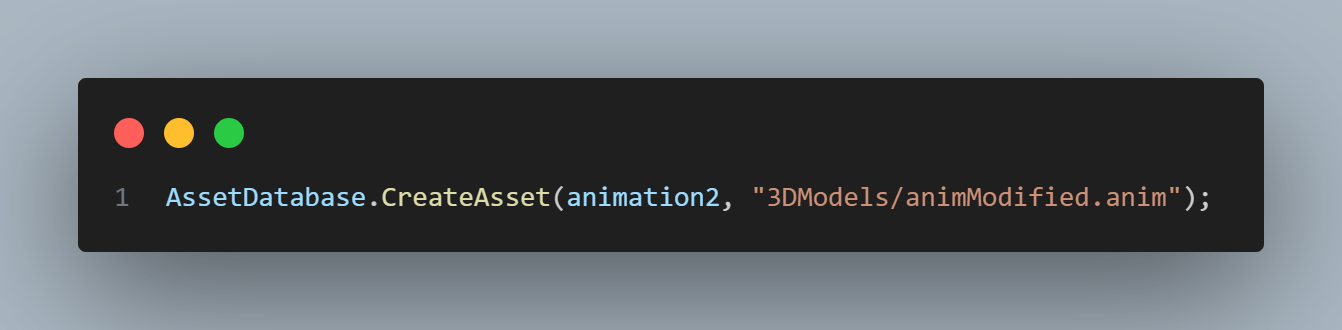 1 AssetDatabase.CreateAsset(animation2, "3DModels/animModified.anim");